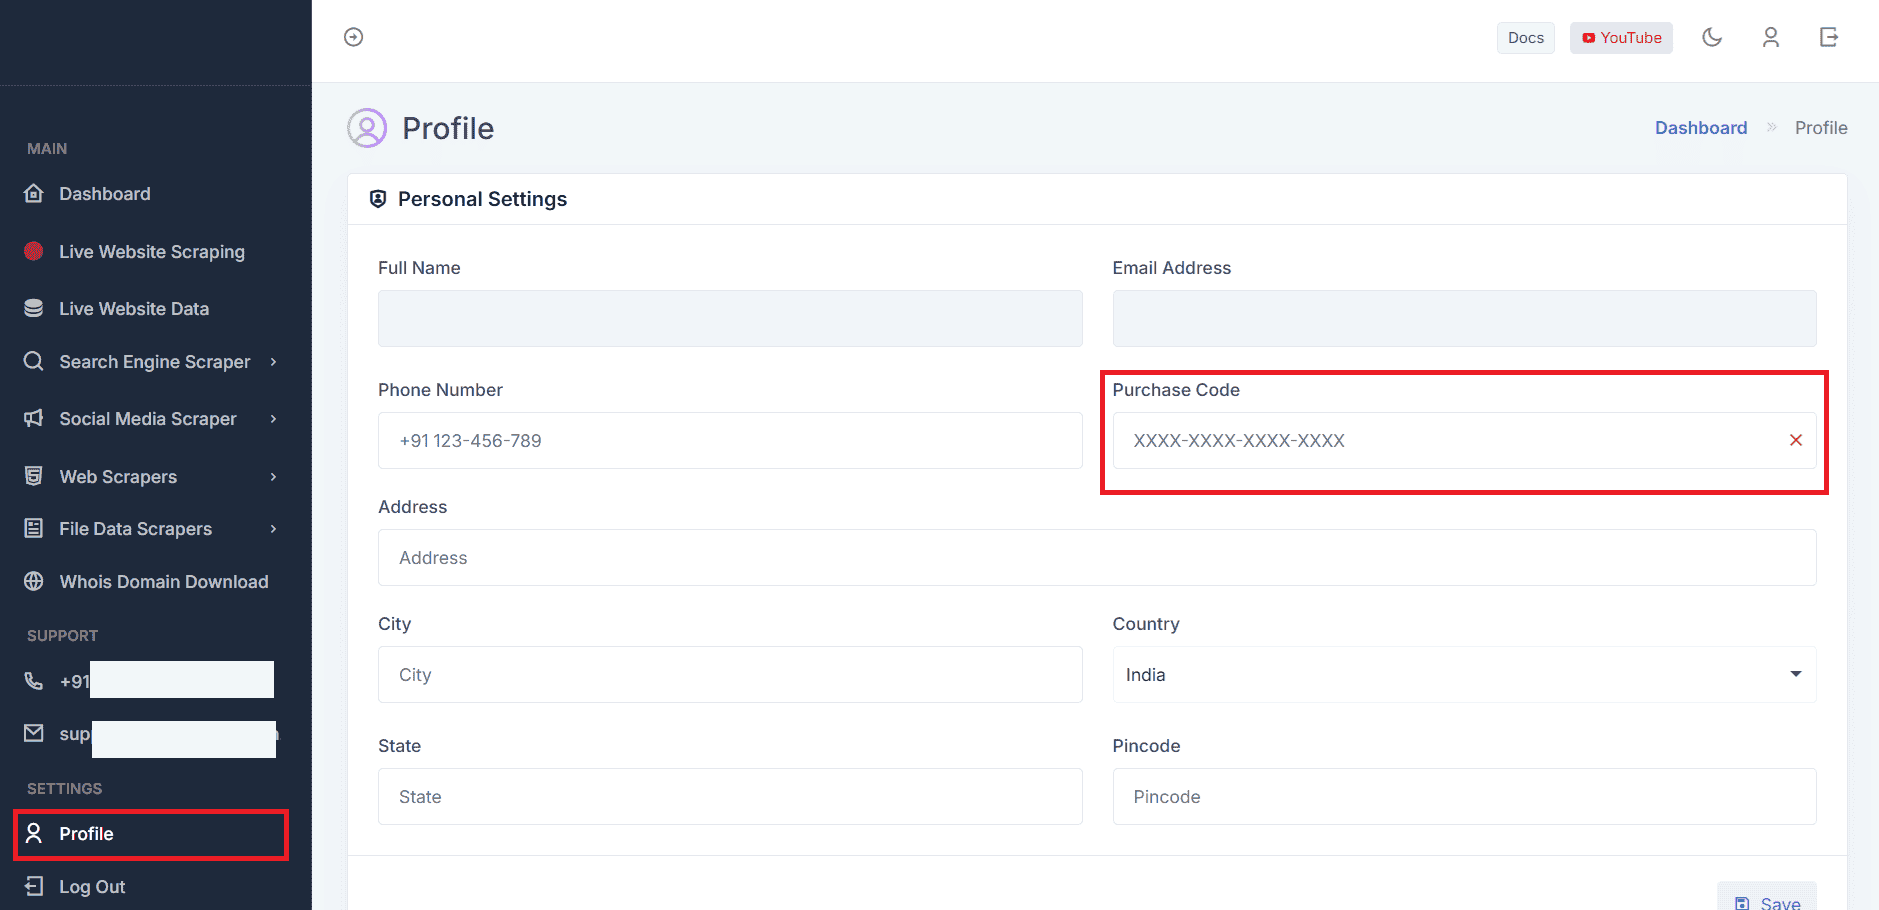 Docs
YouTube
MAIN
Dashboard
Live Website Scraping
Live Website Data
Search Engine Scraper
Social Media Scraper
Web Scrapers
File Data Scrapers
Whois Domain Download
SUPPORT
+91
SETTINGS
Profile
Log Out
Profile
Dashboard » Profile
Personal Settings
Full Name
Email Address
Phone Number
+91 123-456-789
Purchase Code
XXXX-XXXX-XXXX-XXXX
Address
Address
City
City
Country
India
State
State
Pincode
Pincode
Save